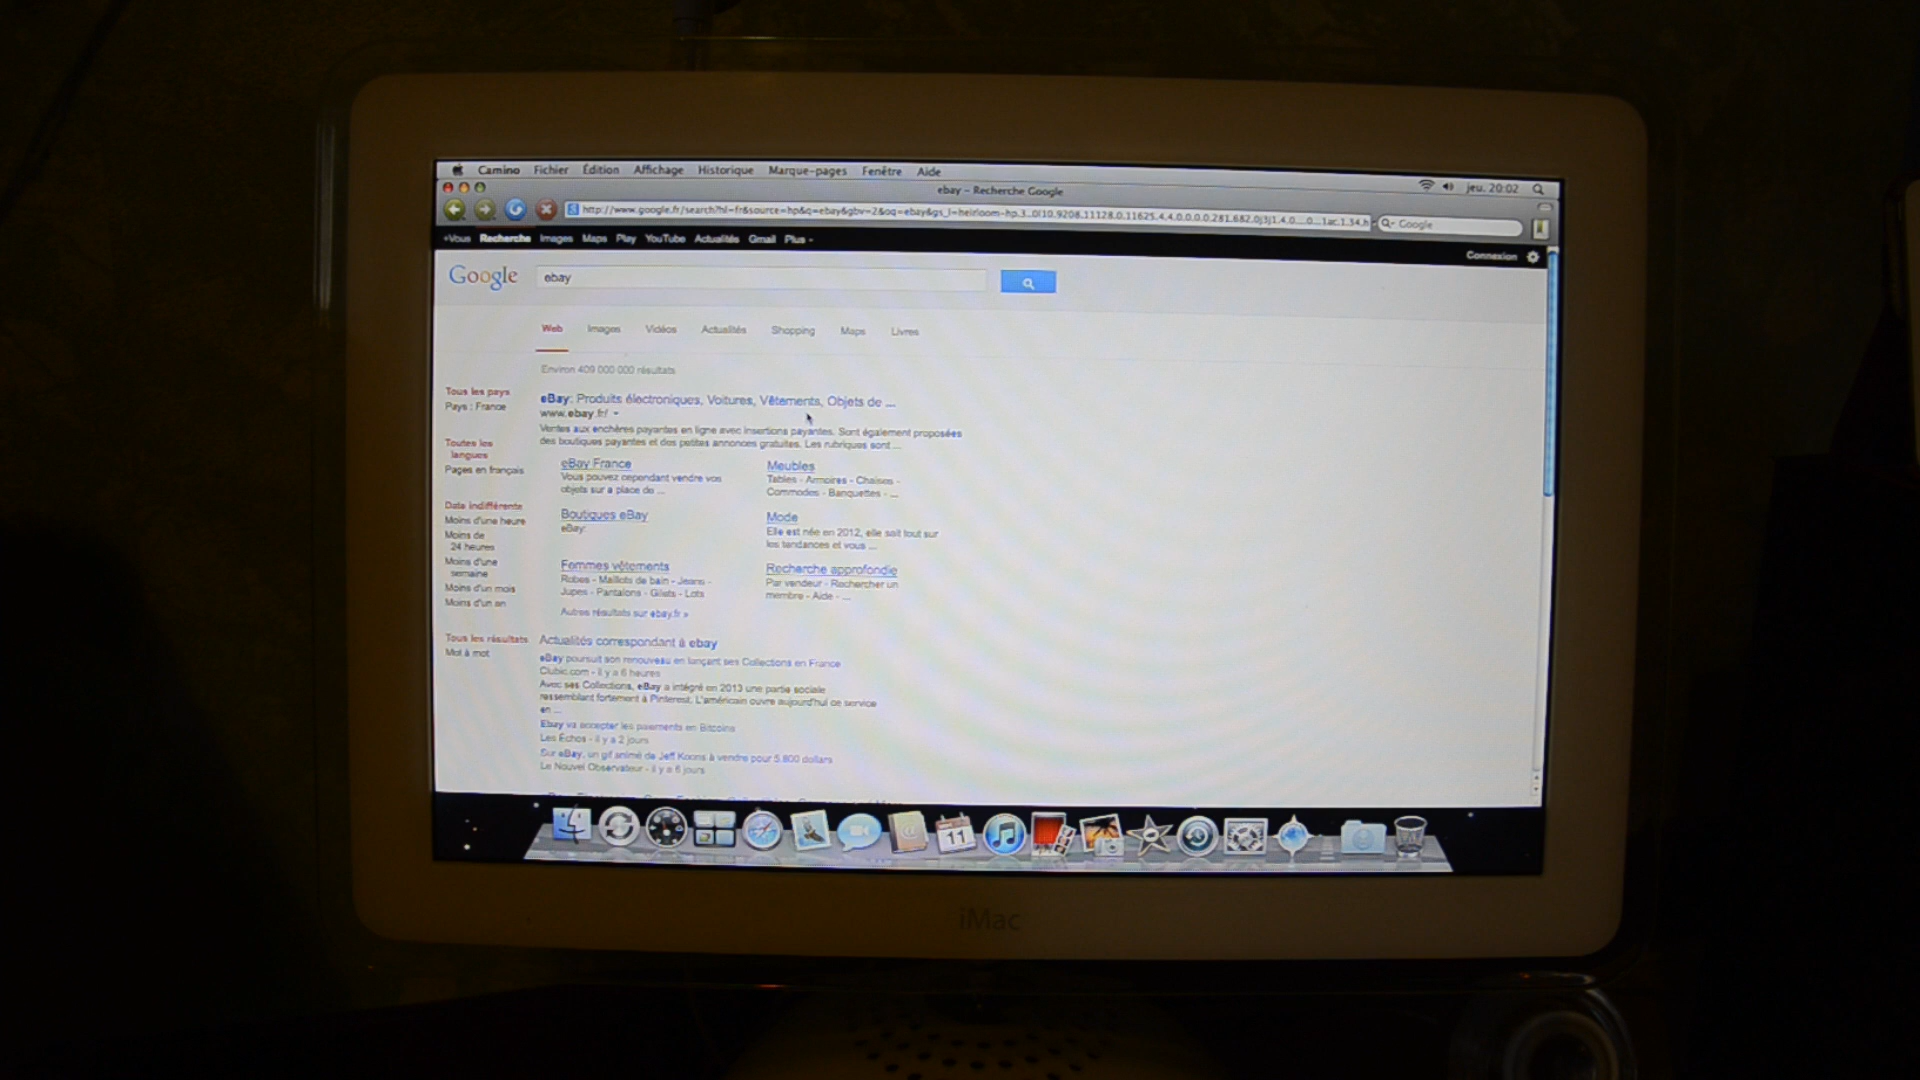 Camino Fichier Édition Affichage Historique Marque-pages Fenêtre Aide
jeu. 20:02
ebay – Recherche Google
Google
+Vous Recherche Images Maps Play YouTube Actualités Gmail Plus
Connexion
Google ebay
Web Images Vidéos Actualités Shopping Maps Livres
Environ 409 000 000 résultats
Tous les pays
Pays : France
Toutes les
langues
Pages en français
Date indifférente
Moins d'une heure
Moins de
24 heures
Moins d'une
semaine
Moins d'un mois
Moins d'un an
Tous les résultats
Mot à mot
eBay: Produits électroniques, Voitures, Vêtements, Objets de ...
www.ebay.fr/
Ventes aux enchères payantes en ligne avec insertions payantes. Sont également proposées
des boutiques payantes et des petites annonces gratuites. Les rubriques sont ...
eBay France
Vous pouvez cependant vendre vos
objets sur a place de ...
Meubles
Tables - Armoires - Chaises -
Commodes - Banquettes - ...
Boutiques eBay
eBay:
Mode
Elle est née en 2012, elle sait tout sur
les tendances et vous ...
Femmes vêtements
Robes - Maillots de bain - Jeans -
Jupes - Pantalons - Gilets - Lots
Recherche approfondie
Par vendeur - Rechercher un
membre - Aide - ...
Autres résultats sur ebay.fr »
Actualités correspondant à ebay
eBay poursuit son renouveau en lançant ses Collections en France
Clubic.com - il y a 6 heures
Avec ses Collections, eBay a intégré en 2013 une partie sociale
ressemblant fortement à Pinterest. L'américain ouvre aujourd'hui ce service
en ...
Ebay va accepter les paiements en Bitcoins
Les Échos - il y a 2 jours
Sur eBay, un gif animé de Jeff Koons à vendre pour 5.800 dollars
Le Nouvel Observateur - il y a 6 jours
11
iMac